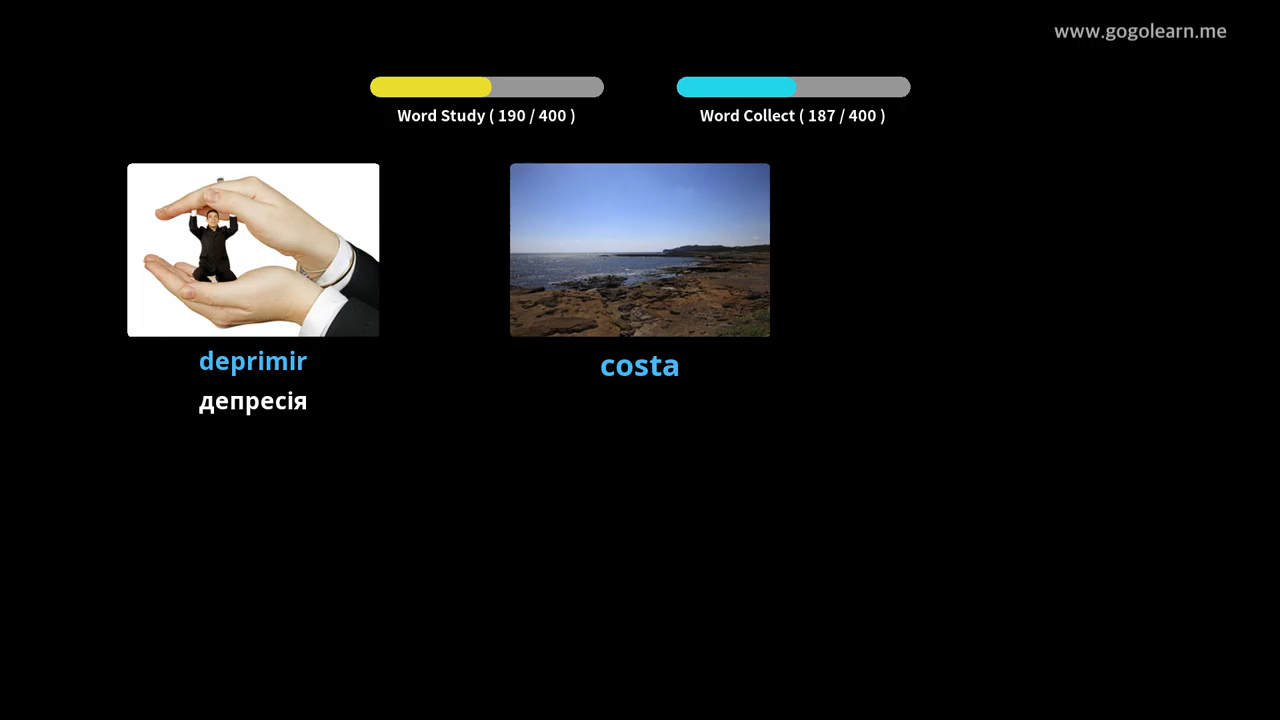 www.gogolearn.me
Word Study ( 190 / 400 )
Word Collect ( 187 / 400 )
deprimir
депресія
costa